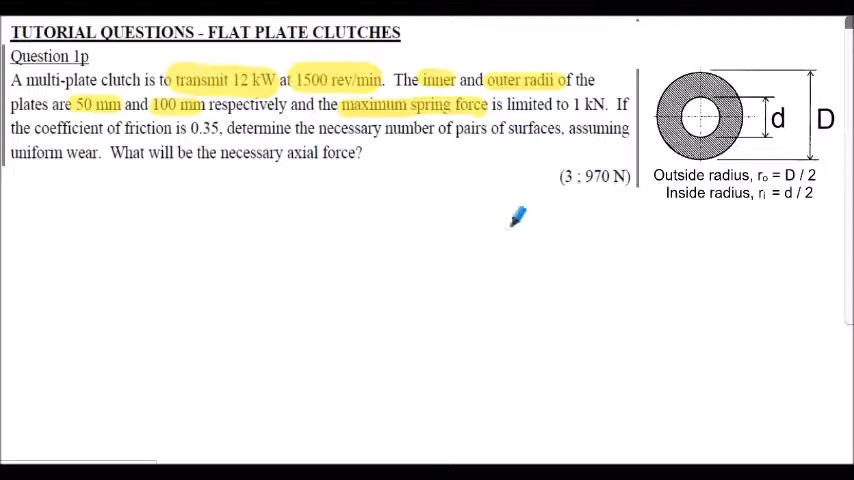 TUTORIAL QUESTIONS - FLAT PLATE CLUTCHES
Question 1p
A multi-plate clutch is to transmit 12 kW at 1500 rev/min. The inner and outer radii of the
plates are 50 mm and 100 mm respectively and the maximum spring force is limited to 1 kN. If
the coefficient of friction is 0.35, determine the necessary number of pairs of surfaces, assuming
uniform wear. What will be the necessary axial force?
(3 ; 970 N)
d
D
Outside radius, rₒ = D / 2
Inside radius, rᵢ = d / 2